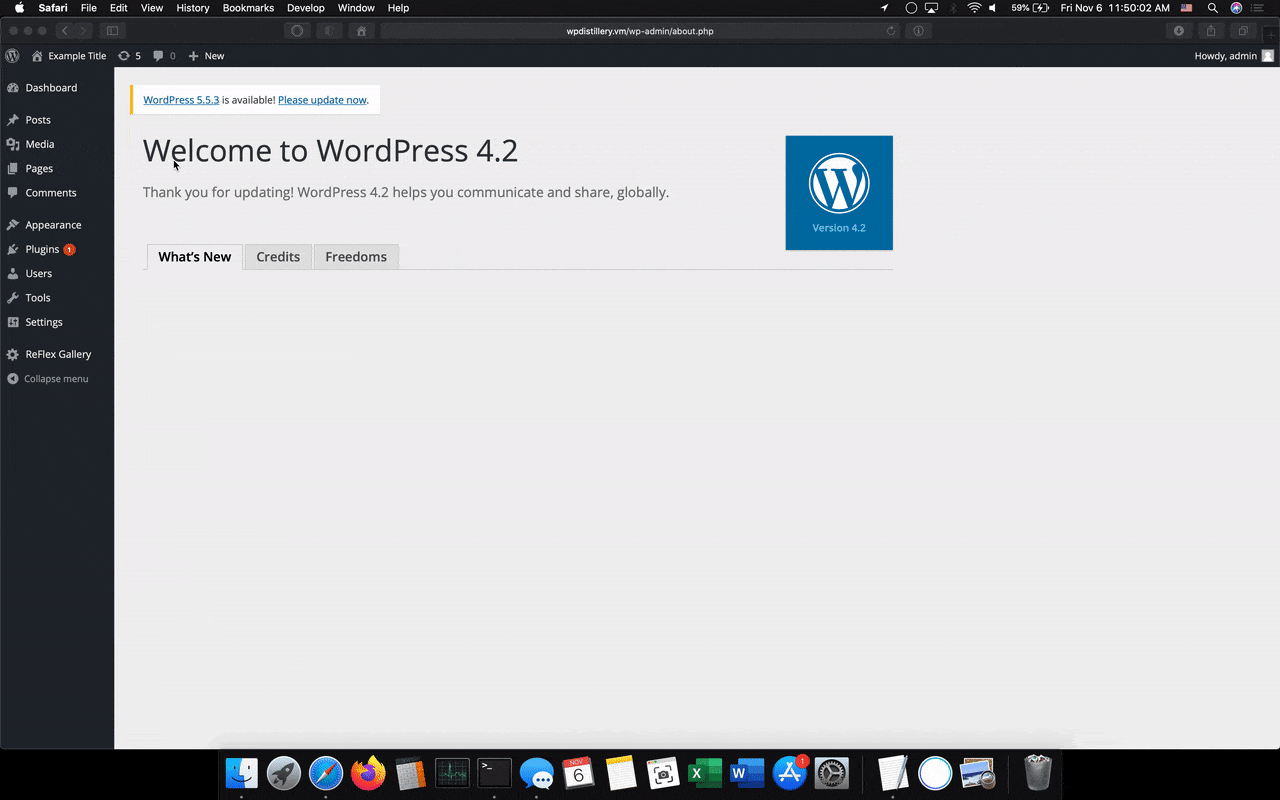 Safari File Edit View History Bookmarks Develop Window Help 59% Fri Nov 6 11:50:02 AM
wpdistillery.vm/wp-admin/about.php
Example Title 5 0 New Howdy, admin
Dashboard
Posts
Media
Pages
Comments
Appearance
Plugins 1
Users
Tools
Settings
ReFlex Gallery
Collapse menu
WordPress 5.5.3 is available! Please update now.
Welcome to WordPress 4.2
Thank you for updating! WordPress 4.2 helps you communicate and share, globally.
Version 4.2
What's New Credits Freedoms
>_
NOV
6
X
W
1